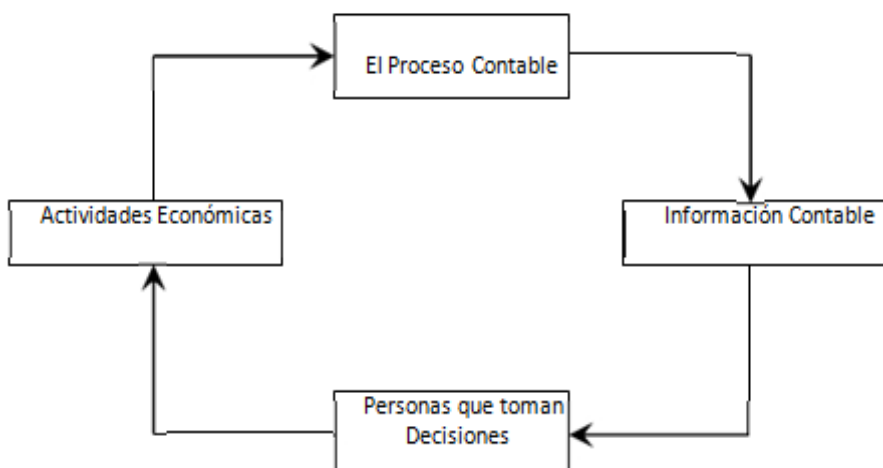 El Proceso Contable
Actividades Económicas
Información Contable
Personas que toman
Decisiones